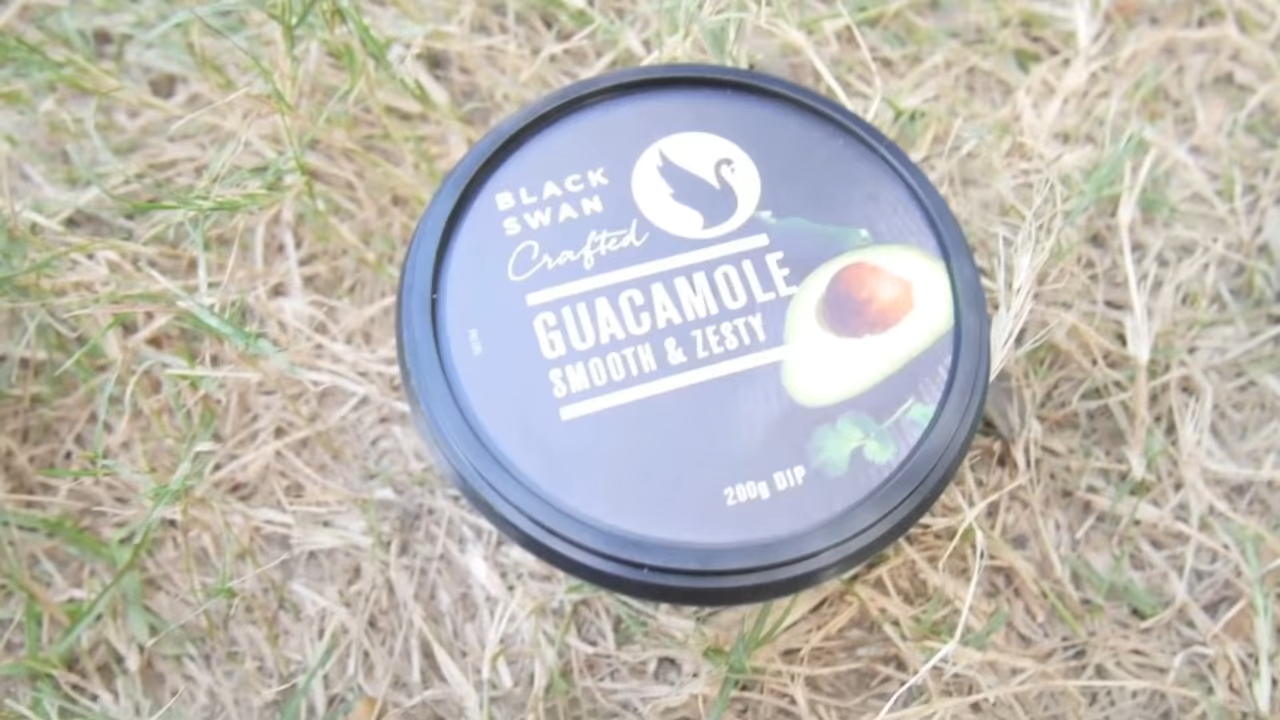 BLACK
SWAN
Crafted
GUACAMOLE
SMOOTH & ZESTY
200g DIP